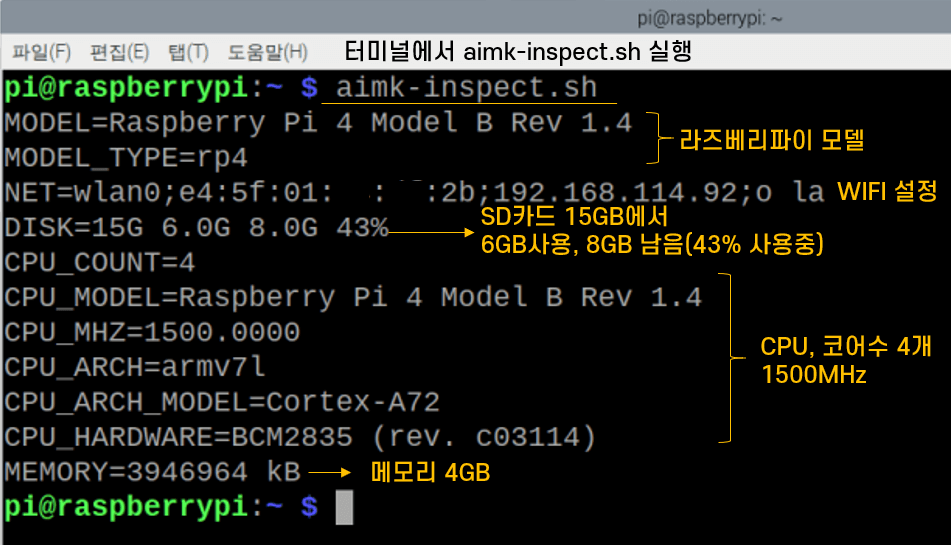 pi@raspberrypi: ~
파일(F) 편집(E) 탭(T) 도움말(H) 터미널에서 aimk-inspect.sh 실행
pi@raspberrypi:~ $ aimk-inspect.sh
MODEL=Raspberry Pi 4 Model B Rev 1.4
라즈베리파이 모델
MODEL_TYPE=rp4
NET=wlan0;e4:5f:01: : :2b;192.168.114.92;o la WIFI 설정
DISK=15G 6.0G 8.0G 43%
SD카드 15GB에서
6GB사용, 8GB 남음(43% 사용중)
CPU_COUNT=4
CPU_MODEL=Raspberry Pi 4 Model B Rev 1.4
CPU_MHZ=1500.0000
CPU_ARCH=armv7l
CPU_ARCH_MODEL=Cortex-A72
CPU_HARDWARE=BCM2835 (rev. c03114)
CPU, 코어수 4개
1500MHz
MEMORY=3946964 kB 메모리 4GB
pi@raspberrypi:~ $